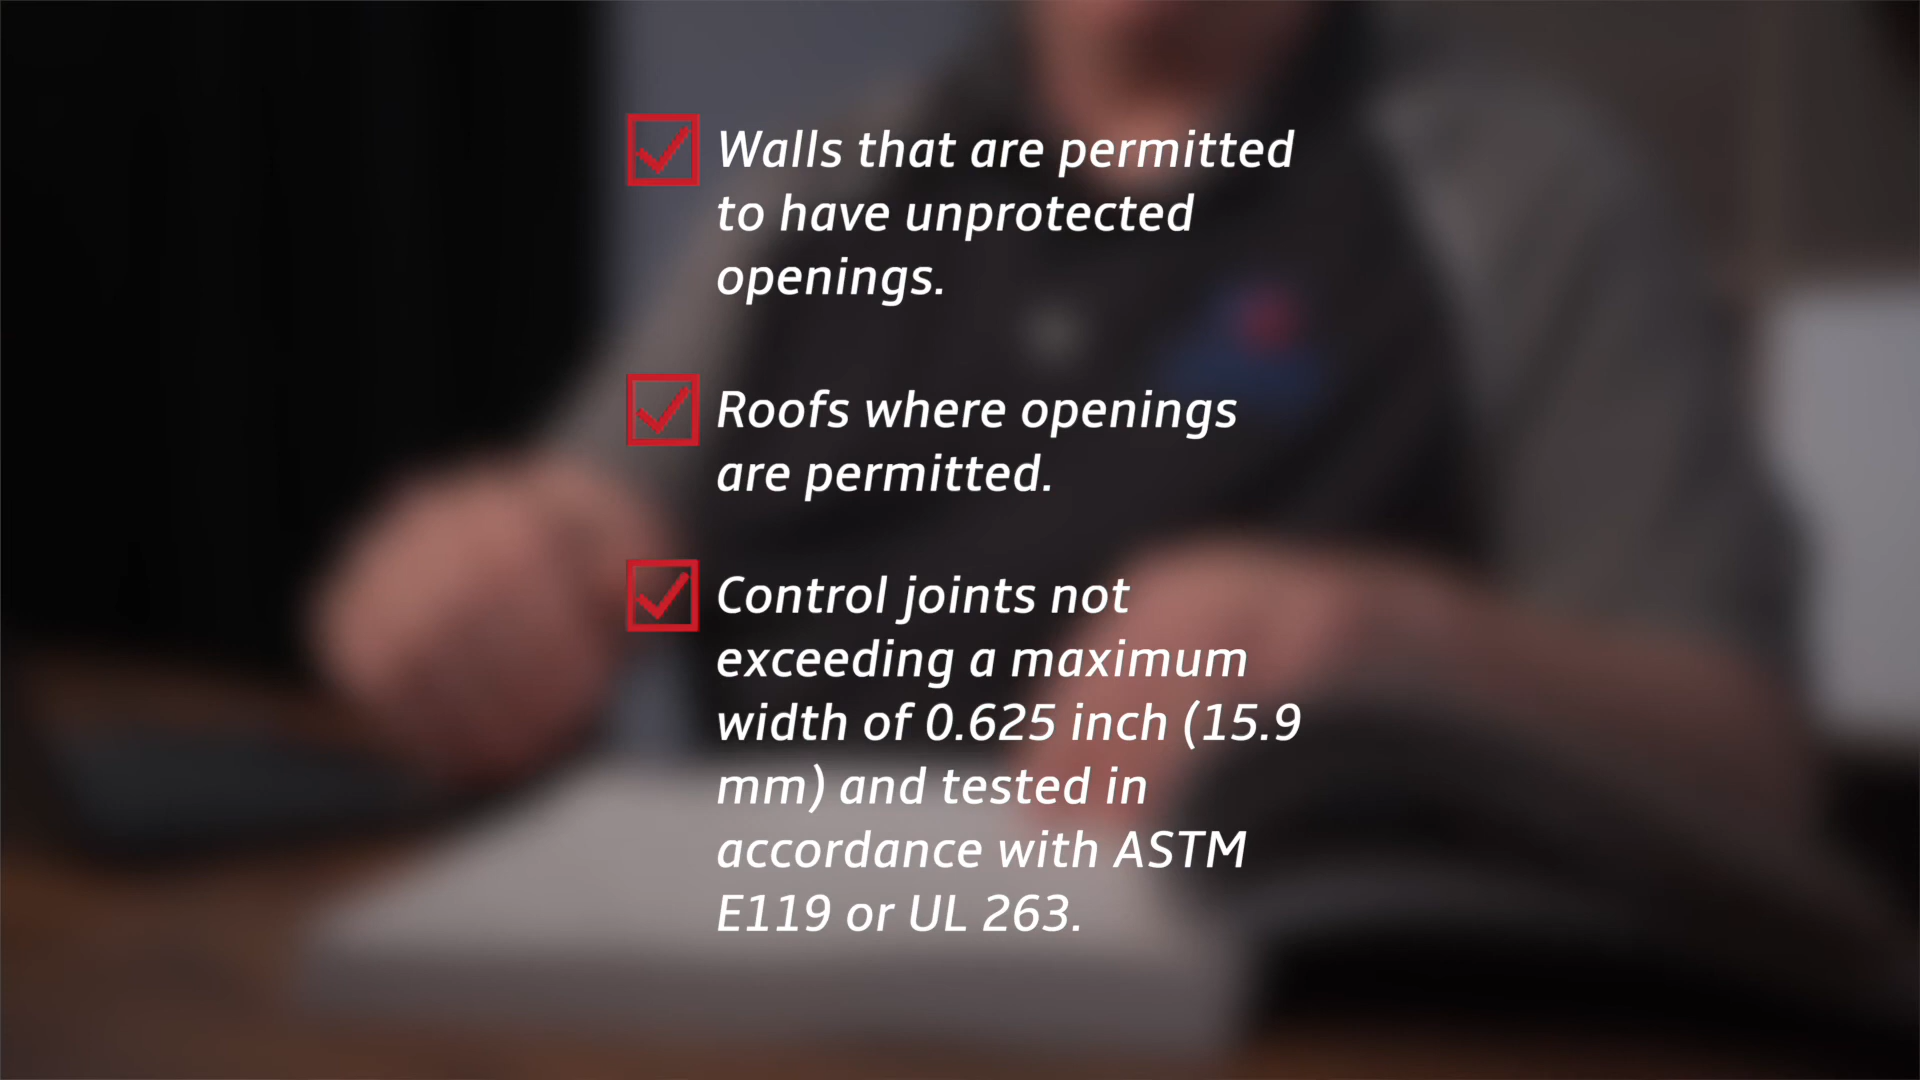 Walls that are permitted
to have unprotected
openings.
Roofs where openings
are permitted.
Control joints not
exceeding a maximum
width of 0.625 inch (15.9
mm) and tested in
accordance with ASTM
E119 or UL 263.